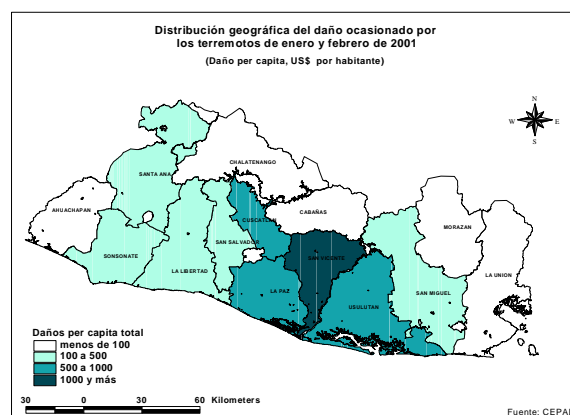 Distribución geográfica del daño ocasionado por
los terremotos de enero y febrero de 2001
(Daño per capita, US$ por habitante)
N
W E
S
CHALATENANGO
SANTA ANA
AHUACHAPAN
CUSCATLAN
CABAÑAS
MORAZAN
SAN SALVADOR
SONSONATE
SAN VICENTE
LA LIBERTAD
LA UNION
LA PAZ
SAN MIGUEL
USULUTAN
Daños per capita total
menos de 100
100 a 500
500 a 1000
1000 y más
30 0 30 60 Kilometers
Fuente: CEPAL